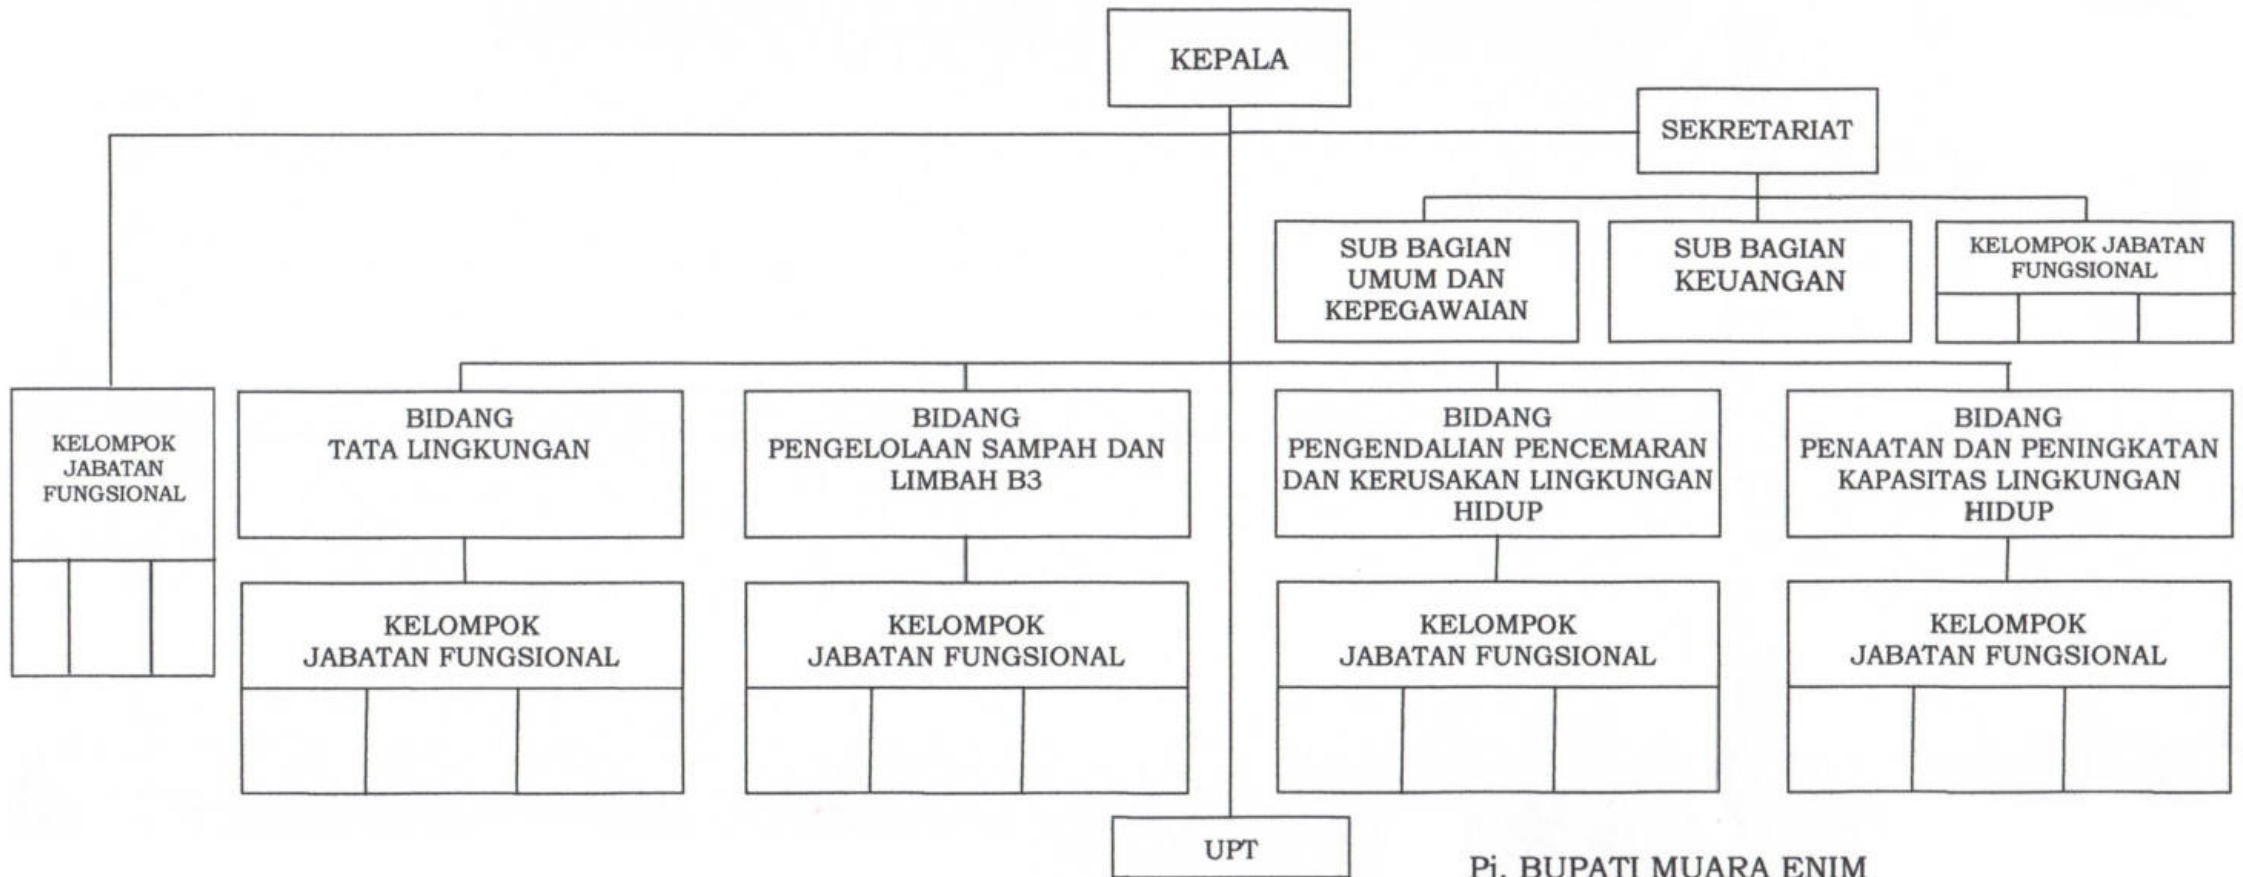 KEPALA
SEKRETARIAT
SUB BAGIAN
UMUM DAN
KEPEGAWAIAN
SUB BAGIAN
KEUANGAN
KELOMPOK JABATAN
FUNGSIONAL
KELOMPOK
JABATAN
FUNGSIONAL
BIDANG
TATA LINGKUNGAN
BIDANG
PENGELOLAAN SAMPAH DAN
LIMBAH B3
BIDANG
PENGENDALIAN PENCEMARAN
DAN KERUSAKAN LINGKUNGAN
HIDUP
BIDANG
PENAATAN DAN PENINGKATAN
KAPASITAS LINGKUNGAN
HIDUP
KELOMPOK
JABATAN FUNGSIONAL
KELOMPOK
JABATAN FUNGSIONAL
KELOMPOK
JABATAN FUNGSIONAL
KELOMPOK
JABATAN FUNGSIONAL
UPT
Pj. BUPATI MUARA ENIM